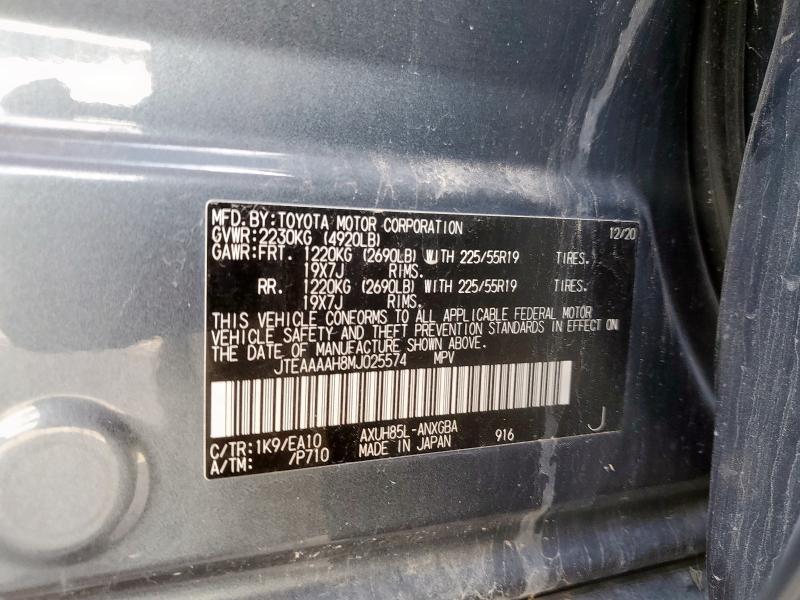 MFD. BY: TOYOTA MOTOR CORPORATION 12/20
GVWR: 2230KG (4920LB)
GAWR: FRT. 1220KG (2690LB) WITH 225/55R19 TIRES.
19X7J RIMS.
RR. 1220KG (2690LB) WITH 225/55R19 TIRES.
19X7J RIMS.
THIS VEHICLE CONFORMS TO ALL APPLICABLE FEDERAL MOTOR
VEHICLE SAFETY AND THEFT PREVENTION STANDARDS IN EFFECT ON
THE DATE OF MANUFACTURE SHOWN ABOVE.
JTEAAAAH8MJ025574 MPV
C/TR: 1K9/EA10 AXUH85L-ANXGBA 916 J
A/TM: /P710 MADE IN JAPAN